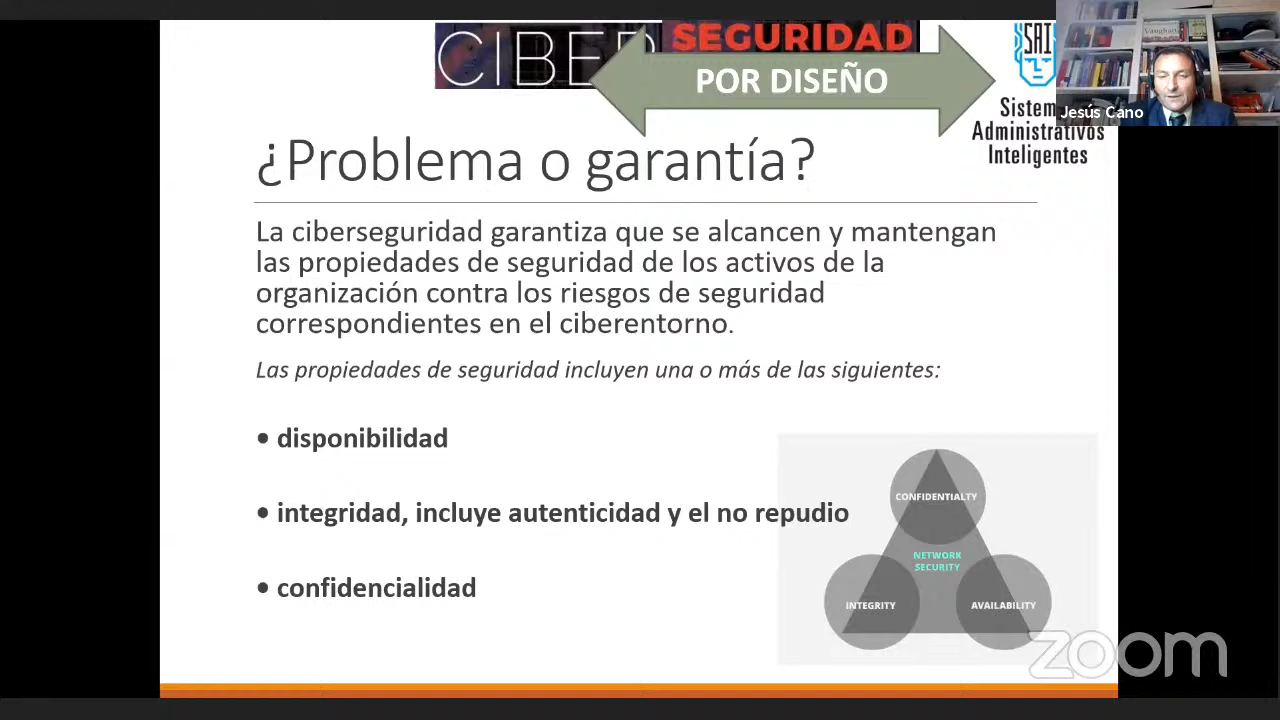 CIBER
SEGURIDAD
POR DISEÑO
SAI
Jesús Cano
Administrativos
Inteligentes
¿Problema o garantía?
La ciberseguridad garantiza que se alcancen y mantengan
las propiedades de seguridad de los activos de la
organización contra los riesgos de seguridad
correspondientes en el ciberentorno.
Las propiedades de seguridad incluyen una o más de las siguientes:
• disponibilidad
• integridad, incluye autenticidad y el no repudio
• confidencialidad
CONFIDENTIALTY
NETWORK
SECURITY
INTEGRITY
AVAILABILITY
zoom